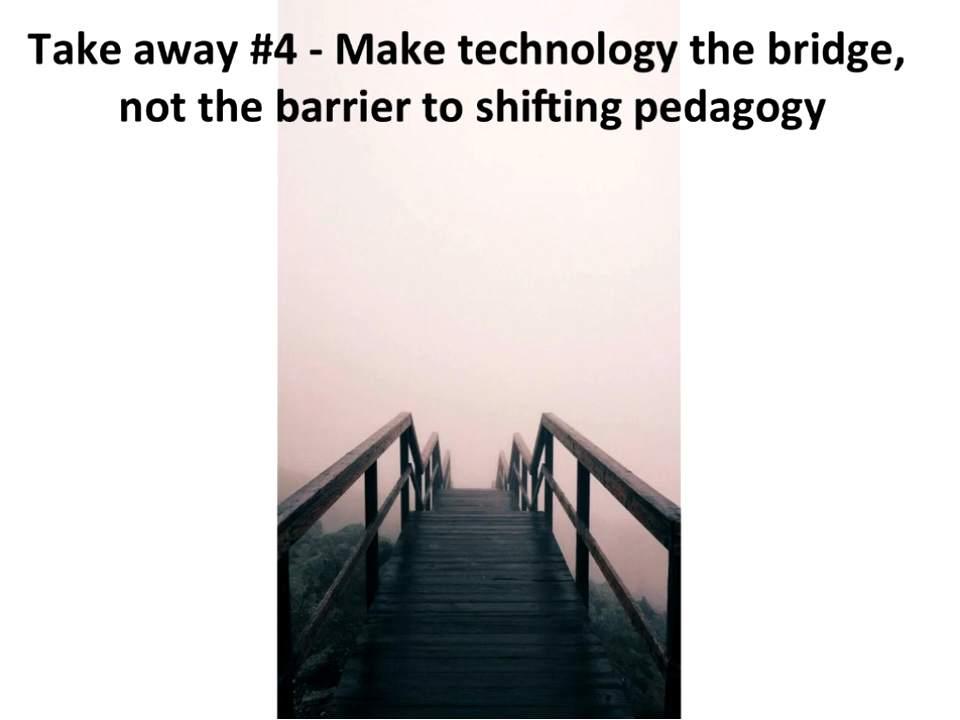 Take away #4 - Make technology the bridge,
not the barrier to shifting pedagogy